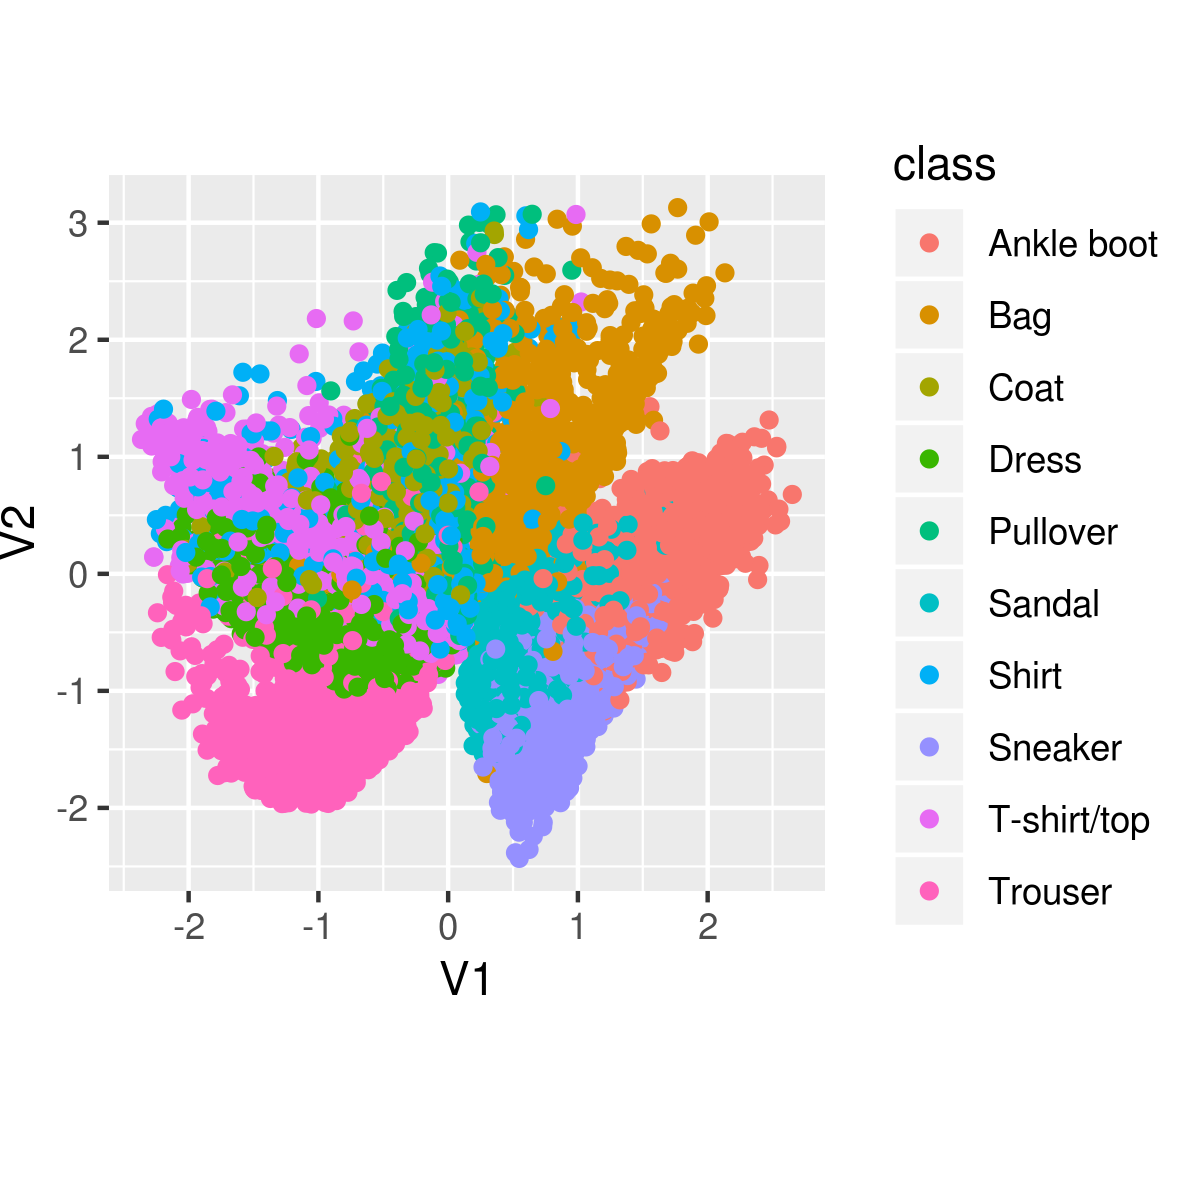 class
Ankle boot
Bag
Coat
Dress
Pullover
Sandal
Shirt
Sneaker
T-shirt/top
Trouser
3
2
1
0
-1
-2
V2
-2
-1
0
1
2
V1